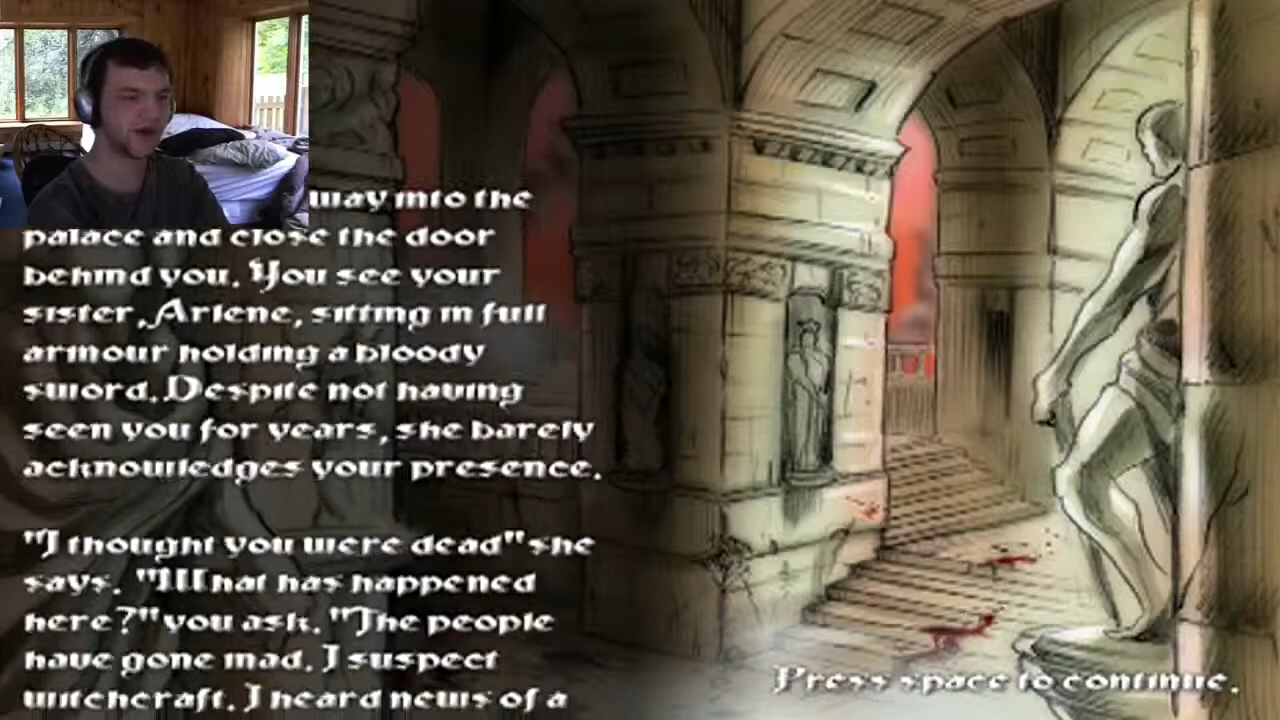 way into the
palace and close the door
behind you. You see your
sister, Arlene, sitting in full
armour holding a bloody
sword. Despite not having
seen you for years, she barely
acknowledges your presence.
"I thought you were dead" she
says. "What has happened
here?" you ask. "The people
have gone mad. I suspect
witchcraft. I heard news of a
Press space to continue.